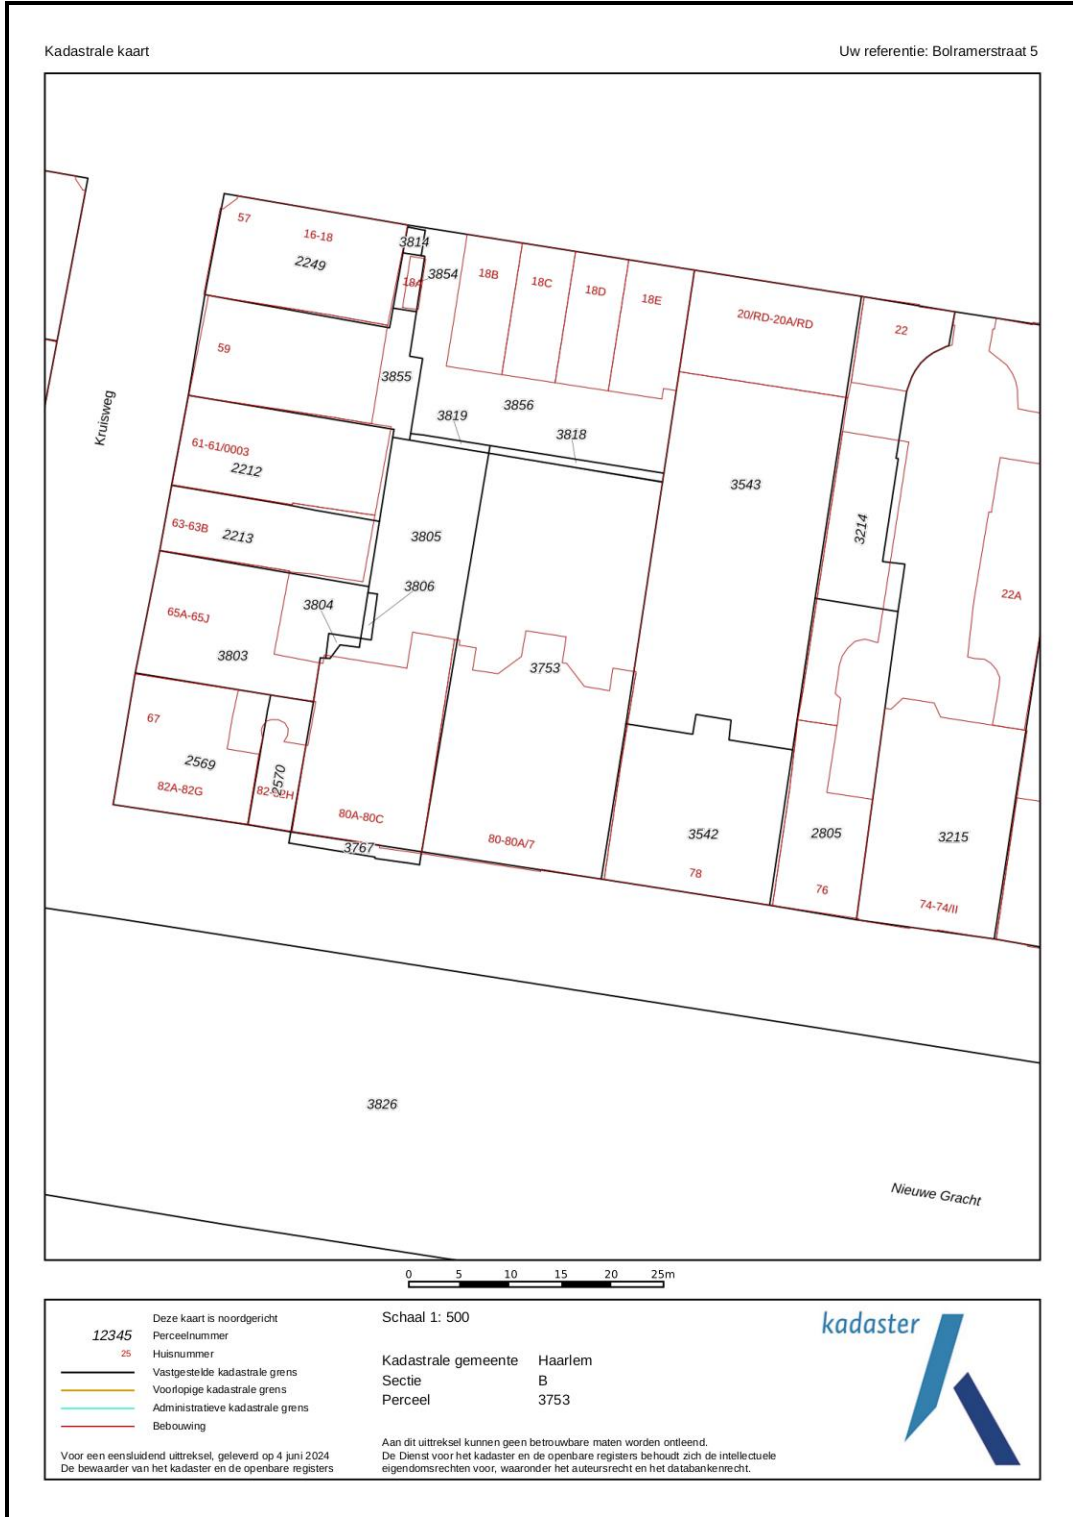 Kadastrale kaart
Uw referentie: Bolramerstraat 5
57
16-18
2249
3814
18A
3854
18B
18C
18D
18E
20/RD-20A/RD
22
59
3855
3856
3819
3818
Kruisweg
61-61/0003
2212
3543
63-63B
2213
3805
3214
3806
3804
22A
65A-65J
3803
3753
67
2569
2570
82A-82G
80A-80C
3767
80-80A/7
3542
78
2805
76
3215
74-74/II
3826
Nieuwe Gracht
0 5 10 15 20 25m
Deze kaart is noordgericht
12345 Perceelnummer
25 Huisnummer
Vastgestelde kadastrale grens
Voorlopige kadastrale grens
Administratieve kadastrale grens
Bebouwing
Voor een eensluidend uittreksel, geleverd op 4 juni 2024
De bewaarder van het kadaster en de openbare registers
Schaal 1: 500
Kadastrale gemeente Haarlem
Sectie B
Perceel 3753
Aan dit uittreksel kunnen geen betrouwbare maten worden ontleend.
De Dienst voor het kadaster en de openbare registers behoudt zich de intellectuele
eigendomsrechten voor, waaronder het auteursrecht en het databankenrecht.
kadaster